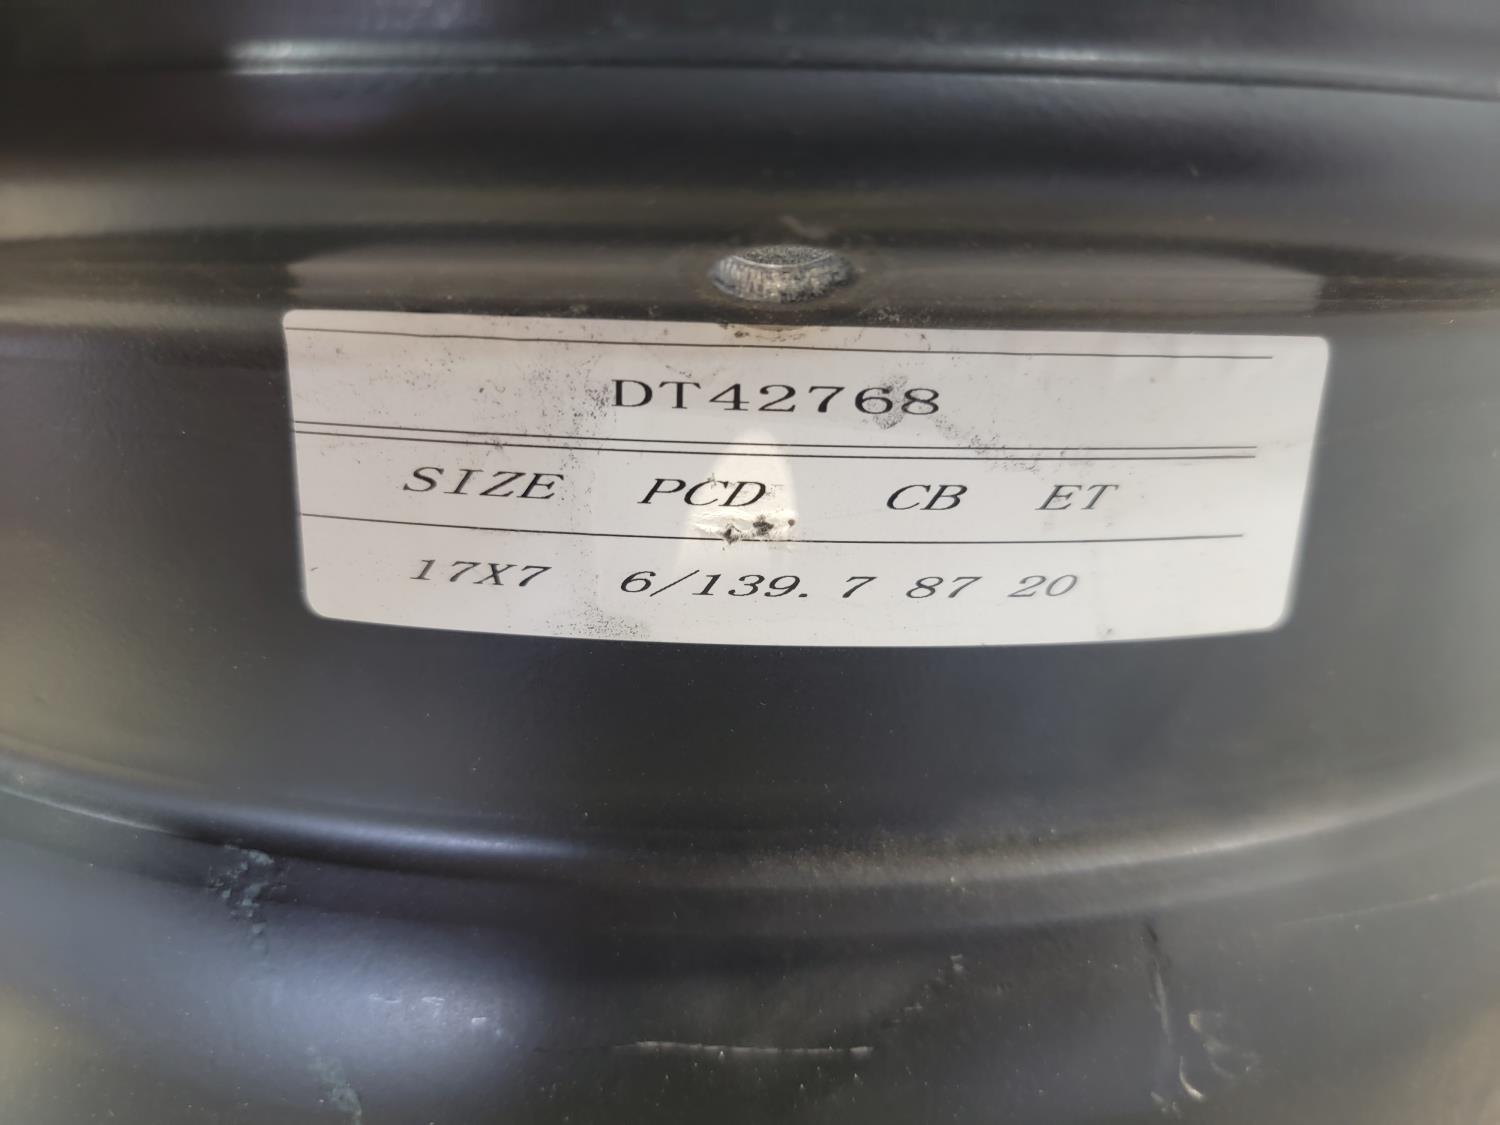 DT42768
SIZE PCD CB ET
17X7 6/139. 7 87 20